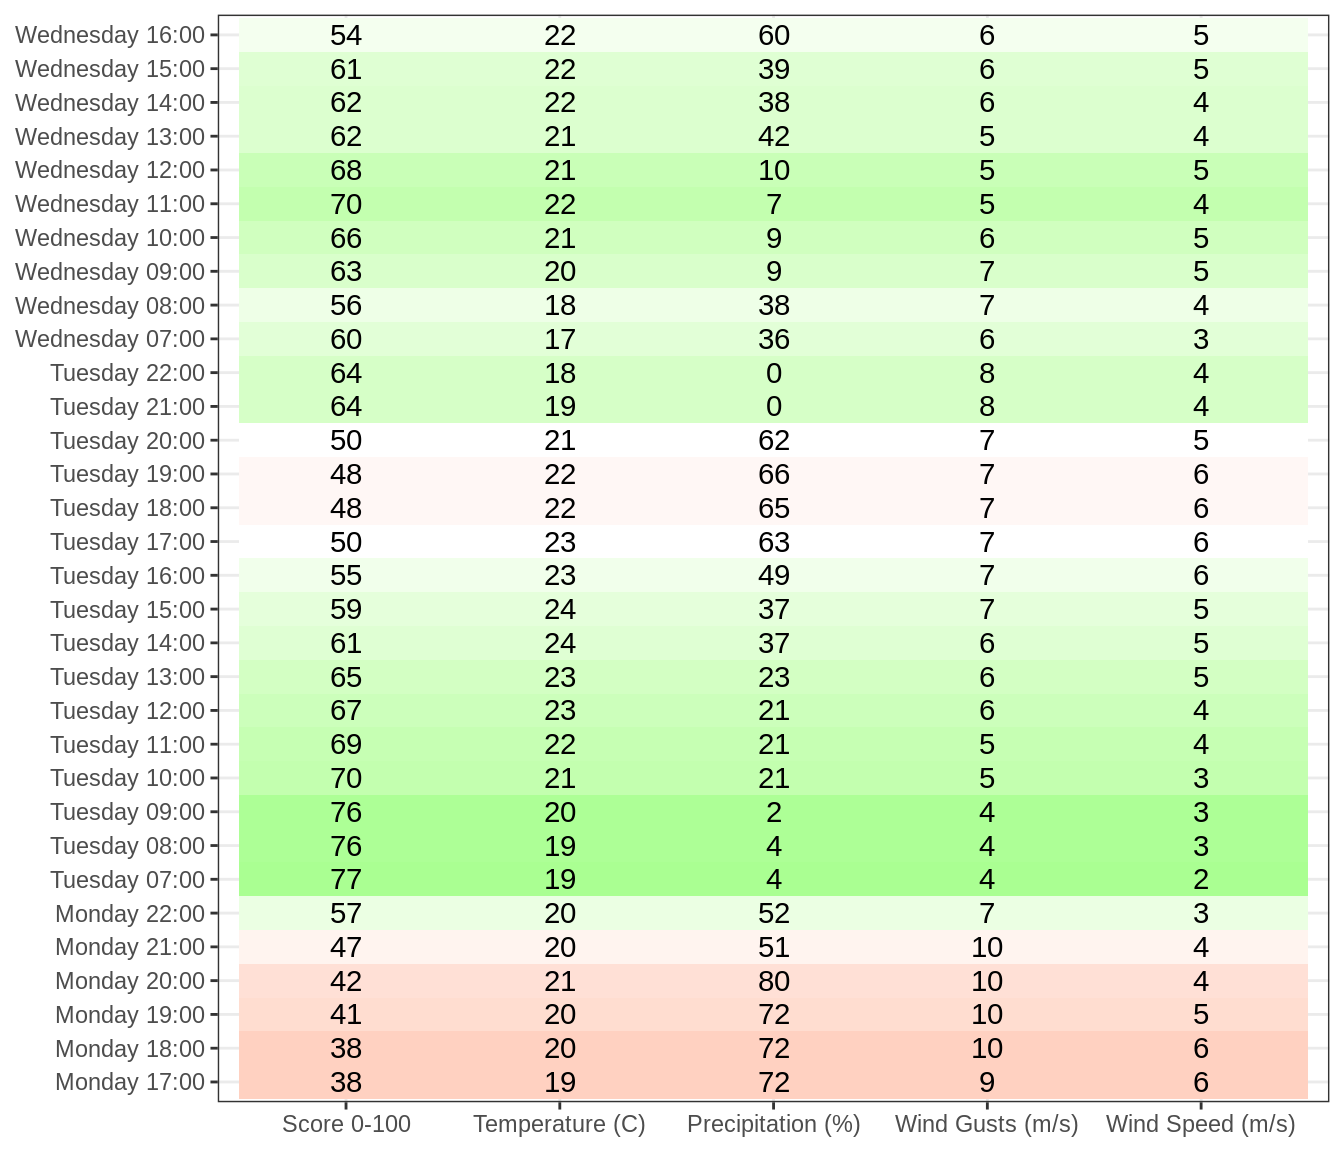 Wednesday 16:00 54 22 60 6 5
Wednesday 15:00 61 22 39 6 5
Wednesday 14:00 62 22 38 6 4
Wednesday 13:00 62 21 42 5 4
Wednesday 12:00 68 21 10 5 5
Wednesday 11:00 70 22 7 5 4
Wednesday 10:00 66 21 9 6 5
Wednesday 09:00 63 20 9 7 5
Wednesday 08:00 56 18 38 7 4
Wednesday 07:00 60 17 36 6 3
Tuesday 22:00 64 18 0 8 4
Tuesday 21:00 64 19 0 8 4
Tuesday 20:00 50 21 62 7 5
Tuesday 19:00 48 22 66 7 6
Tuesday 18:00 48 22 65 7 6
Tuesday 17:00 50 23 63 7 6
Tuesday 16:00 55 23 49 7 6
Tuesday 15:00 59 24 37 7 5
Tuesday 14:00 61 24 37 6 5
Tuesday 13:00 65 23 23 6 5
Tuesday 12:00 67 23 21 6 4
Tuesday 11:00 69 22 21 5 4
Tuesday 10:00 70 21 21 5 3
Tuesday 09:00 76 20 2 4 3
Tuesday 08:00 76 19 4 4 3
Tuesday 07:00 77 19 4 4 2
Monday 22:00 57 20 52 7 3
Monday 21:00 47 20 51 10 4
Monday 20:00 42 21 80 10 4
Monday 19:00 41 20 72 10 5
Monday 18:00 38 20 72 10 6
Monday 17:00 38 19 72 9 6
Score 0-100 Temperature (C) Precipitation (%) Wind Gusts (m/s) Wind Speed (m/s)